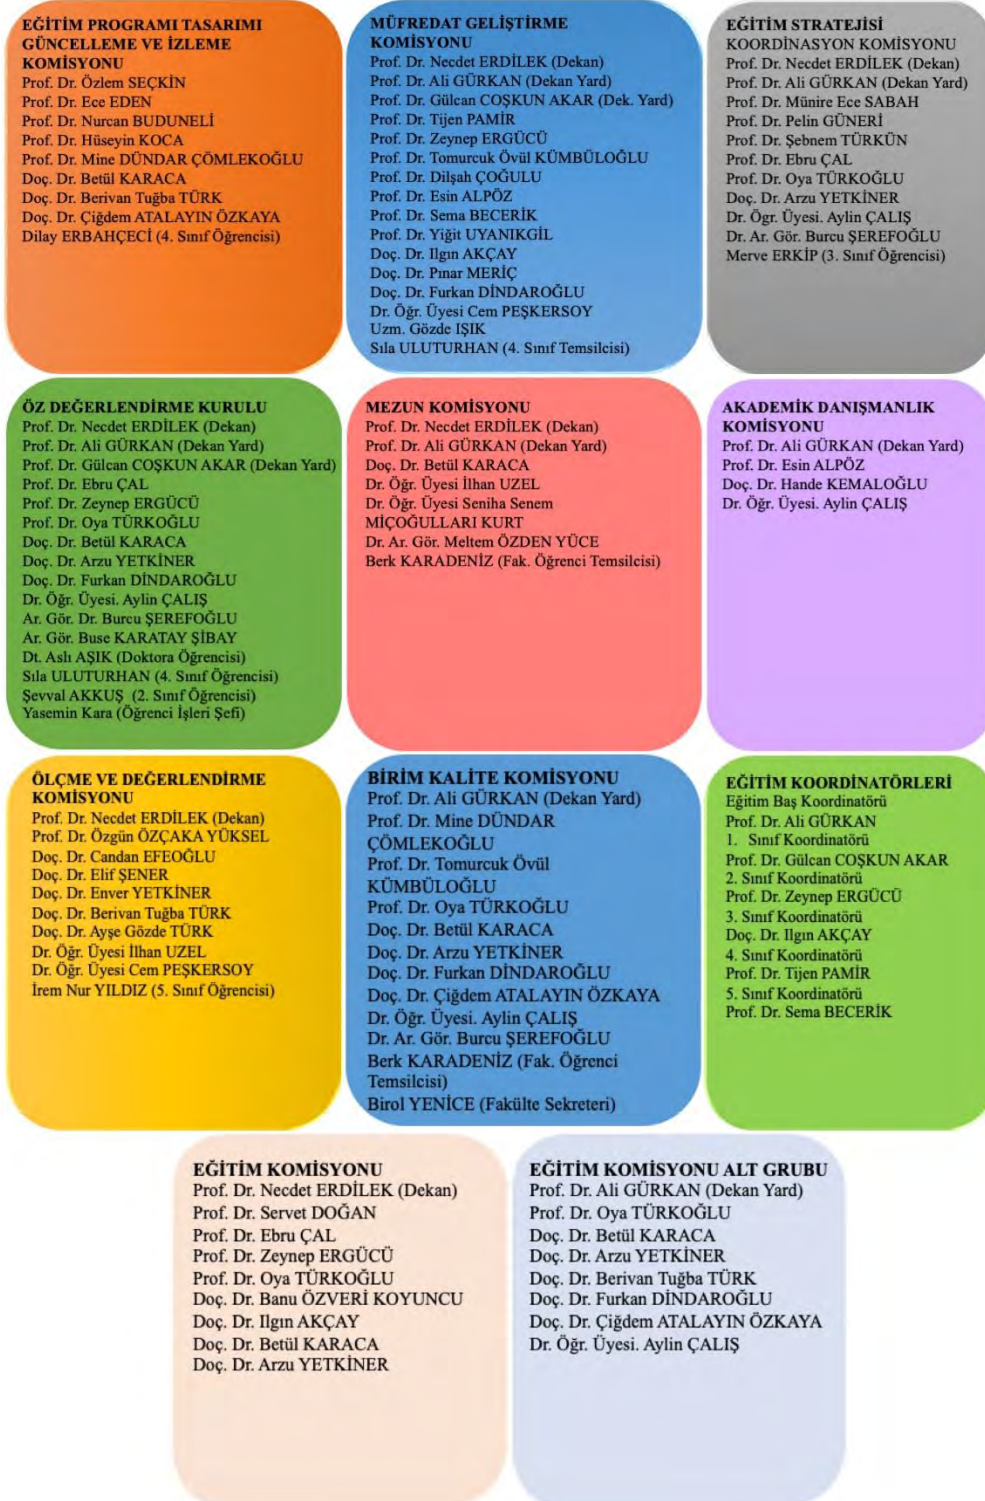 EĞİTİM PROGRAMI TASARIMI
GÜNCELLEME VE İZLEME
KOMİSYONU
Prof. Dr. Özlem SEÇKİN
Prof. Dr. Ece EDEN
Prof. Dr. Nurcan BUDUNELİ
Prof. Dr. Hüseyin KOCA
Prof. Dr. Mine DÜNDAR ÇÖMLEKOĞLU
Doç. Dr. Betül KARACA
Doç. Dr. Berivan Tuğba TÜRK
Doç. Dr. Çiğdem ATALAYIN ÖZKAYA
Dilay ERBAHÇECİ (4. Sınıf Öğrencisi)
MÜFREDAT GELİŞTİRME
KOMİSYONU
Prof. Dr. Necdet ERDİLEK (Dekan)
Prof. Dr. Ali GÜRKAN (Dekan Yard)
Prof. Dr. Gülcan COŞKUN AKAR (Dek. Yard)
Prof. Dr. Tijen PAMİR
Prof. Dr. Zeynep ERGÜCÜ
Prof. Dr. Tomurcuk Övül KÜMBÜLOĞLU
Prof. Dr. Dilşah ÇOĞULU
Prof. Dr. Esin ALPÖZ
Prof. Dr. Sema BECERİK
Prof. Dr. Yiğit UYANIKGİL
Doç. Dr. Ilgın AKÇAY
Doç. Dr. Pınar MERİÇ
Doç. Dr. Furkan DİNDAROĞLU
Dr. Öğr. Üyesi Cem PEŞKERSOY
Uzm. Gözde IŞIK
Sıla ULUTURHAN (4. Sınıf Temsilcisi)
EĞİTİM STRATEJİSİ
KOORDİNASYON KOMİSYONU
Prof. Dr. Necdet ERDİLEK (Dekan)
Prof. Dr. Ali GÜRKAN (Dekan Yard)
Prof. Dr. Münire Ece SABAH
Prof. Dr. Pelin GÜNERİ
Prof. Dr. Şebnem TÜRKÜN
Prof. Dr. Ebru ÇAL
Prof. Dr. Oya TÜRKOĞLU
Doç. Dr. Arzu YETKİNER
Dr. Ögr. Üyesi. Aylin ÇALIŞ
Dr. Ar. Gör. Burcu ŞEREFOĞLU
Merve ERKİP (3. Sınıf Öğrencisi)
ÖZ DEĞERLENDİRME KURULU
Prof. Dr. Necdet ERDİLEK (Dekan)
Prof. Dr. Ali GÜRKAN (Dekan Yard)
Prof. Dr. Gülcan COŞKUN AKAR (Dekan Yard)
Prof. Dr. Ebru ÇAL
Prof. Dr. Zeynep ERGÜCÜ
Prof. Dr. Oya TÜRKOĞLU
Doç. Dr. Betül KARACA
Doç. Dr. Arzu YETKİNER
Doç. Dr. Furkan DİNDAROĞLU
Dr. Öğr. Üyesi. Aylin ÇALIŞ
Ar. Gör. Dr. Burcu ŞEREFOĞLU
Ar. Gör. Buse KARATAY ŞİBAY
Dt. Aslı AŞIK (Doktora Öğrencisi)
Sıla ULUTURHAN (4. Sınıf Öğrencisi)
Şevval AKKUŞ (2. Sınıf Öğrencisi)
Yasemin Kara (Öğrenci İşleri Şefi)
MEZUN KOMİSYONU
Prof. Dr. Necdet ERDİLEK (Dekan)
Prof. Dr. Ali GÜRKAN (Dekan Yard)
Doç. Dr. Betül KARACA
Dr. Öğr. Üyesi İlhan UZEL
Dr. Öğr. Üyesi Seniha Senem
MİÇOĞULLARI KURT
Dr. Ar. Gör. Meltem ÖZDEN YÜCE
Berk KARADENİZ (Fak. Öğrenci Temsilcisi)
AKADEMİK DANIŞMANLIK
KOMİSYONU
Prof. Dr. Ali GÜRKAN (Dekan Yard)
Prof. Dr. Esin ALPÖZ
Doç. Dr. Hande KEMALOĞLU
Dr. Öğr. Üyesi. Aylin ÇALIŞ
ÖLÇME VE DEĞERLENDİRME
KOMİSYONU
Prof. Dr. Necdet ERDİLEK (Dekan)
Prof. Dr. Özgün ÖZÇAKA YÜKSEL
Doç. Dr. Candan EFEOĞLU
Doç. Dr. Elif ŞENER
Doç. Dr. Enver YETKİNER
Doç. Dr. Berivan Tuğba TÜRK
Doç. Dr. Ayşe Gözde TÜRK
Dr. Öğr. Üyesi İlhan UZEL
Dr. Öğr. Üyesi Cem PEŞKERSOY
İrem Nur YILDIZ (5. Sınıf Öğrencisi)
BİRİM KALİTE KOMİSYONU
Prof. Dr. Ali GÜRKAN (Dekan Yard)
Prof. Dr. Mine DÜNDAR
ÇÖMLEKOĞLU
Prof. Dr. Tomurcuk Övül
KÜMBÜLOĞLU
Prof. Dr. Oya TÜRKOĞLU
Doç. Dr. Betül KARACA
Doç. Dr. Arzu YETKİNER
Doç. Dr. Furkan DİNDAROĞLU
Doç. Dr. Çiğdem ATALAYIN ÖZKAYA
Dr. Öğr. Üyesi. Aylin ÇALIŞ
Dr. Ar. Gör. Burcu ŞEREFOĞLU
Berk KARADENİZ (Fak. Öğrenci
Temsilcisi)
Birol YENİCE (Fakülte Sekreteri)
EĞİTİM KOORDİNATÖRLERİ
Eğitim Baş Koordinatörü
Prof. Dr. Ali GÜRKAN
1. Sınıf Koordinatörü
Prof. Dr. Gülcan COŞKUN AKAR
2. Sınıf Koordinatörü
Prof. Dr. Zeynep ERGÜCÜ
3. Sınıf Koordinatörü
Doç. Dr. Ilgın AKÇAY
4. Sınıf Koordinatörü
Prof. Dr. Tijen PAMİR
5. Sınıf Koordinatörü
Prof. Dr. Sema BECERİK
EĞİTİM KOMİSYONU
Prof. Dr. Necdet ERDİLEK (Dekan)
Prof. Dr. Servet DOĞAN
Prof. Dr. Ebru ÇAL
Prof. Dr. Zeynep ERGÜCÜ
Prof. Dr. Oya TÜRKOĞLU
Doç. Dr. Banu ÖZVERİ KOYUNCU
Doç. Dr. Ilgın AKÇAY
Doç. Dr. Betül KARACA
Doç. Dr. Arzu YETKİNER
EĞİTİM KOMİSYONU ALT GRUBU
Prof. Dr. Ali GÜRKAN (Dekan Yard)
Prof. Dr. Oya TÜRKOĞLU
Doç. Dr. Betül KARACA
Doç. Dr. Arzu YETKİNER
Doç. Dr. Berivan Tuğba TÜRK
Doç. Dr. Furkan DİNDAROĞLU
Doç. Dr. Çiğdem ATALAYIN ÖZKAYA
Dr. Öğr. Üyesi. Aylin ÇALIŞ